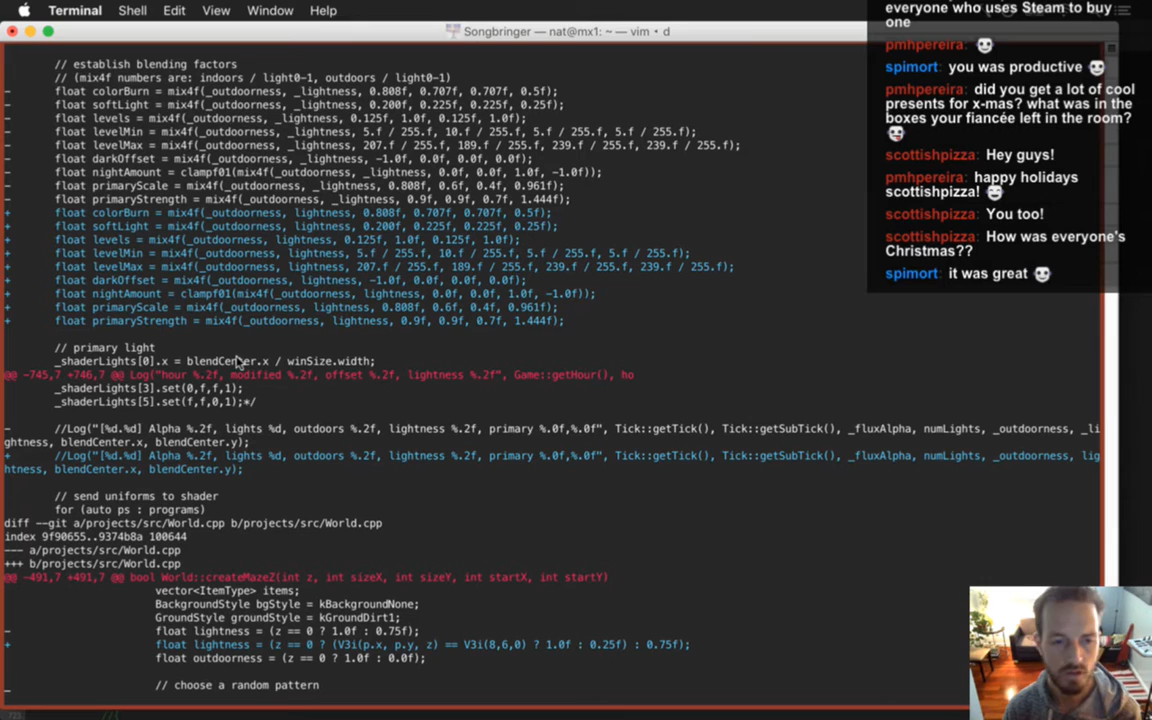 Terminal Shell Edit View Window Help
Songbringer — nat@mx1: ~ — vim • d
// establish blending factors
// (mix4f numbers are: indoors / light0-1, outdoors / light0-1)
- float colorBurn = mix4f(_outdoorness, _lightness, 0.808f, 0.707f, 0.707f, 0.5f);
- float softLight = mix4f(_outdoorness, _lightness, 0.200f, 0.225f, 0.225f, 0.25f);
- float levels = mix4f(_outdoorness, _lightness, 0.125f, 1.0f, 0.125f, 1.0f);
- float levelMin = mix4f(_outdoorness, _lightness, 5.f / 255.f, 10.f / 255.f, 5.f / 255.f, 5.f / 255.f);
- float levelMax = mix4f(_outdoorness, _lightness, 207.f / 255.f, 189.f / 255.f, 239.f / 255.f, 239.f / 255.f);
- float darkOffset = mix4f(_outdoorness, _lightness, -1.0f, 0.0f, 0.0f, 0.0f);
- float nightAmount = clampf01(mix4f(_outdoorness, _lightness, 0.0f, 0.0f, 1.0f, -1.0f));
- float primaryScale = mix4f(_outdoorness, _lightness, 0.808f, 0.6f, 0.4f, 0.961f);
- float primaryStrength = mix4f(_outdoorness, _lightness, 0.9f, 0.9f, 0.7f, 1.444f);
+ float colorBurn = mix4f(_outdoorness, lightness, 0.808f, 0.707f, 0.707f, 0.5f);
+ float softLight = mix4f(_outdoorness, lightness, 0.200f, 0.225f, 0.225f, 0.25f);
+ float levels = mix4f(_outdoorness, lightness, 0.125f, 1.0f, 0.125f, 1.0f);
+ float levelMin = mix4f(_outdoorness, lightness, 5.f / 255.f, 10.f / 255.f, 5.f / 255.f, 5.f / 255.f);
+ float levelMax = mix4f(_outdoorness, lightness, 207.f / 255.f, 189.f / 255.f, 239.f / 255.f, 239.f / 255.f);
+ float darkOffset = mix4f(_outdoorness, lightness, -1.0f, 0.0f, 0.0f, 0.0f);
+ float nightAmount = clampf01(mix4f(_outdoorness, lightness, 0.0f, 0.0f, 1.0f, -1.0f));
+ float primaryScale = mix4f(_outdoorness, lightness, 0.808f, 0.6f, 0.4f, 0.961f);
+ float primaryStrength = mix4f(_outdoorness, lightness, 0.9f, 0.9f, 0.7f, 1.444f);
// primary light
_shaderLights[0].x = blendCenter.x / winSize.width;
@@ -745,7 +746,7 @@ Log("hour %.2f, modified %.2f, offset %.2f, lightness %.2f", Game::getHour(), ho
_shaderLights[3].set(0,f,f,1);
_shaderLights[5].set(f,f,0,1);*/
- //Log("[%d.%d] Alpha %.2f, lights %d, outdoors %.2f, lightness %.2f, primary %.0f,%.0f", Tick::getTick(), Tick::getSubTick(), _fluxAlpha, numLights, _outdoorness, _li
ghtness, blendCenter.x, blendCenter.y);
+ //Log("[%d.%d] Alpha %.2f, lights %d, outdoors %.2f, lightness %.2f, primary %.0f,%.0f", Tick::getTick(), Tick::getSubTick(), _fluxAlpha, numLights, _outdoorness, lig
htness, blendCenter.x, blendCenter.y);
// send uniforms to shader
for (auto ps : programs)
diff --git a/projects/src/World.cpp b/projects/src/World.cpp
index 9f90655..9374b8a 100644
--- a/projects/src/World.cpp
+++ b/projects/src/World.cpp
@@ -491,7 +491,7 @@ bool World::createMazeZ(int z, int sizeX, int sizeY, int startX, int startY)
vector<ItemType> items;
BackgroundStyle bgStyle = kBackgroundNone;
GroundStyle groundStyle = kGroundDirt1;
- float lightness = (z == 0 ? 1.0f : 0.75f);
+ float lightness = (z == 0 ? (V3i(p.x, p.y, z) == V3i(8,6,0) ? 1.0f : 0.25f) : 0.75f);
float outdoorness = (z == 0 ? 1.0f : 0.0f);
// choose a random pattern
everyone who uses Steam to buy
one
pmhpereira:
spimort: you was productive
pmhpereira: did you get a lot of cool
presents for x-mas? what was in the
boxes your fiancée left in the room?
scottishpizza: Hey guys!
pmhpereira: happy holidays
scottishpizza!
scottishpizza: You too!
scottishpizza: How was everyone's
Christmas??
spimort: it was great